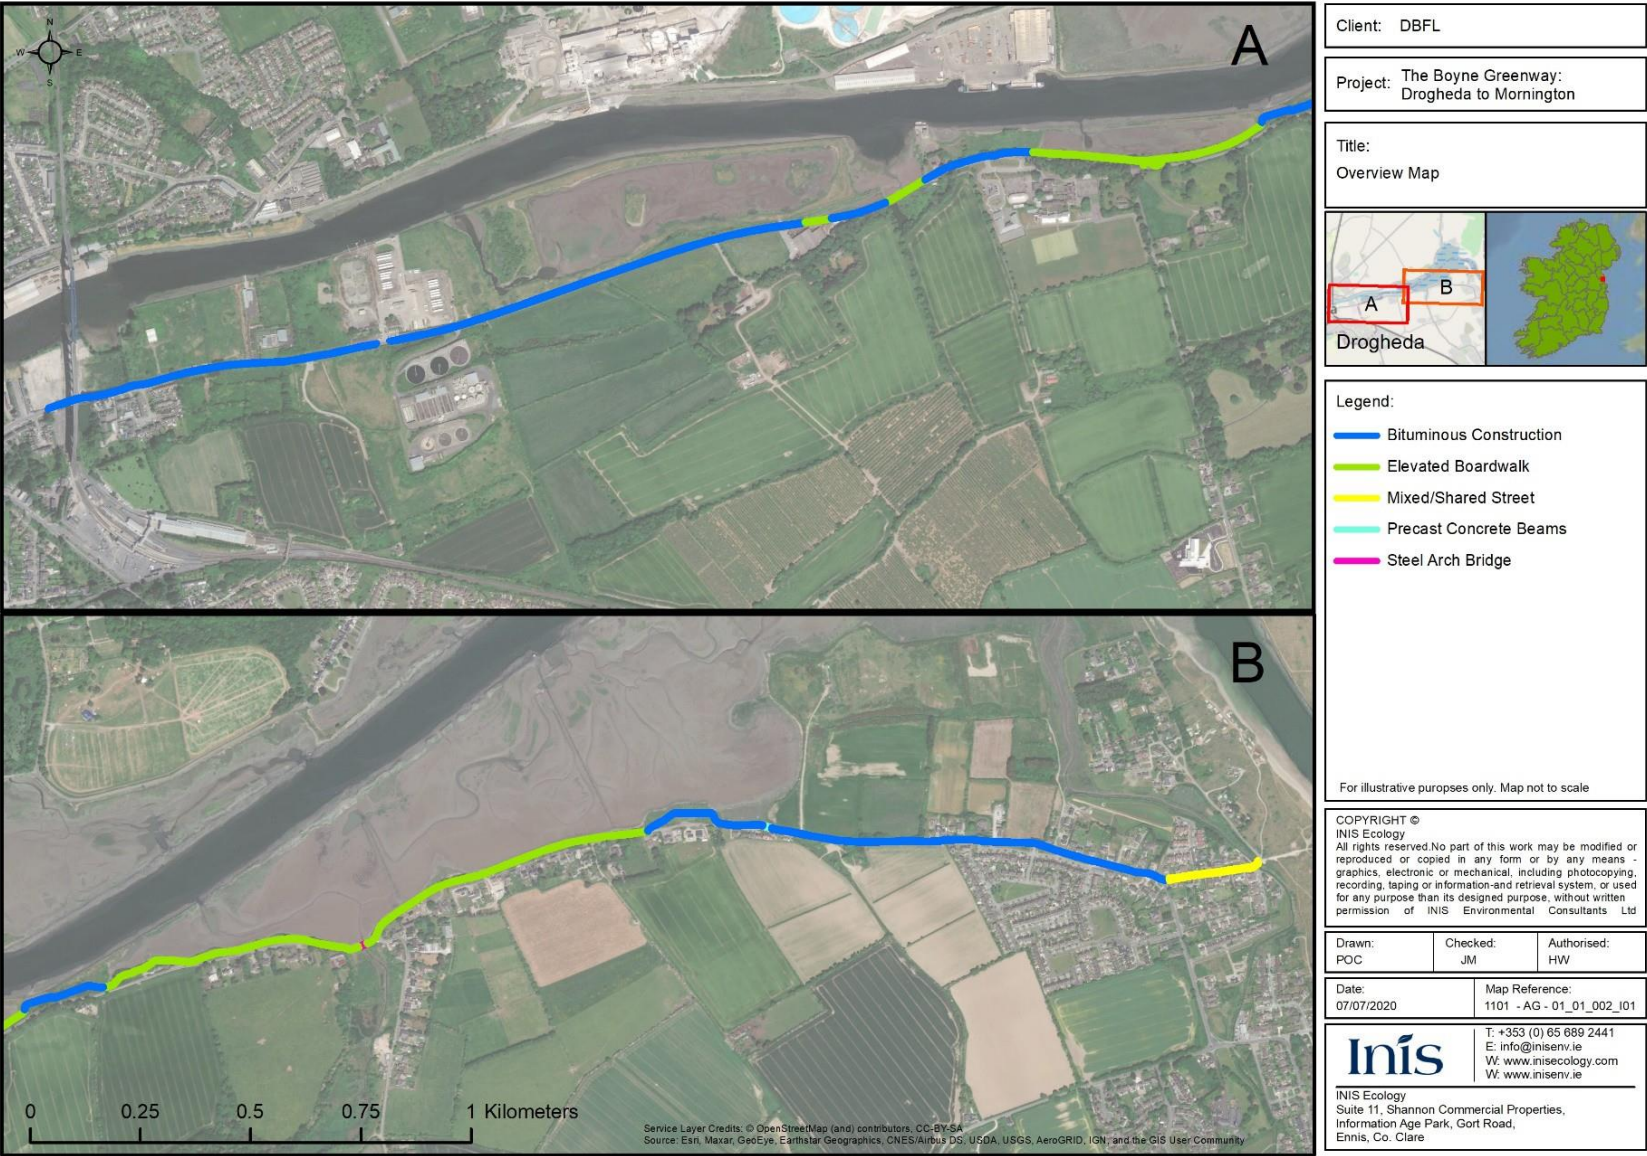 N
W E
S
A
B
0 0.25 0.5 0.75 1 Kilometers
Service Layer Credits: © OpenStreetMap (and) contributors, CC-BY-SA
Source: Esri, Maxar, GeoEye, Earthstar Geographics, CNES/Airbus DS, USDA, USGS, AeroGRID, IGN, and the GIS User Community
Client: DBFL
Project: The Boyne Greenway:
Drogheda to Mornington
Title:
Overview Map
A
B
Drogheda
Legend:
Bituminous Construction
Elevated Boardwalk
Mixed/Shared Street
Precast Concrete Beams
Steel Arch Bridge
For illustrative puropses only. Map not to scale
COPYRIGHT ©
INIS Ecology
All rights reserved.No part of this work may be modified or
reproduced or copied in any form or by any means -
graphics, electronic or mechanical, including photocopying,
recording, taping or information-and retrieval system, or used
for any purpose than its designed purpose, without written
permission of INIS Environmental Consultants Ltd
Drawn: Checked: Authorised:
POC JM HW
Date: Map Reference:
07/07/2020 1101 - AG - 01_01_002_I01
Inis
T: +353 (0) 65 689 2441
E: info@inisenv.ie
W: www.inisecology.com
W: www.inisenv.ie
INIS Ecology
Suite 11, Shannon Commercial Properties,
Information Age Park, Gort Road,
Ennis, Co. Clare